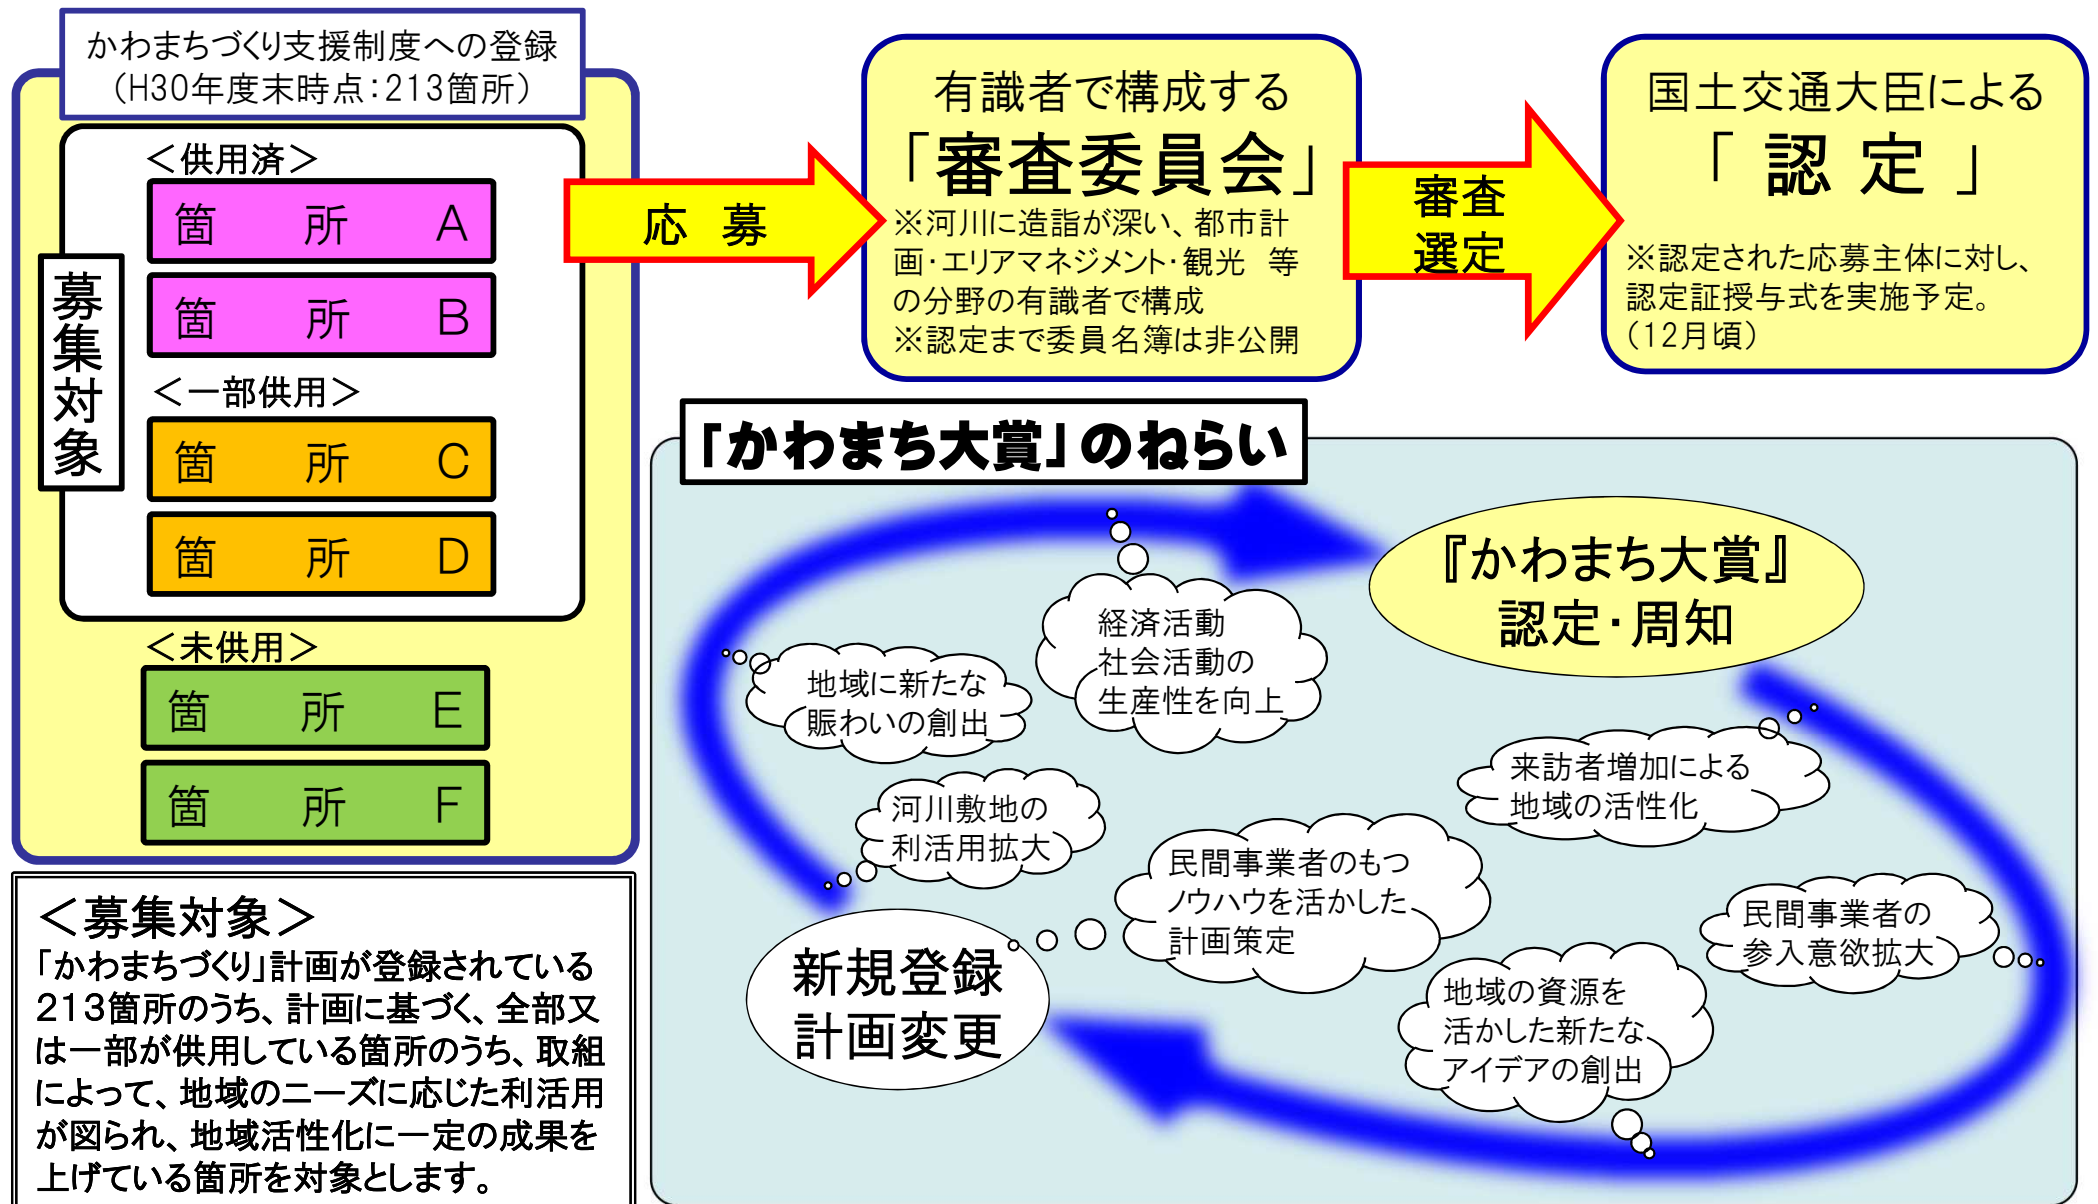 かわまちづくり支援制度への登録
(H30年度末時点:213箇所)
募集対象
<供用済>
箇所A
箇所B
<一部供用>
箇所C
箇所D
<未供用>
箇所E
箇所F
応募
有識者で構成する
「審査委員会」
※河川に造詣が深い、都市計
画・エリアマネジメント・観光 等
の分野の有識者で構成
※認定まで委員名簿は非公開
審査
選定
国土交通大臣による
「認定」
※認定された応募主体に対し、
認定証授与式を実施予定。
(12月頃)
<募集対象>
「かわまちづくり」計画が登録されている
213箇所のうち、計画に基づく、全部又
は一部が供用している箇所のうち、取組
によって、地域のニーズに応じた利活用
が図られ、地域活性化に一定の成果を
上げている箇所を対象とします。
「かわまち大賞」のねらい
『かわまち大賞』
認定・周知
経済活動
社会活動の
生産性を向上
地域に新たな
賑わいの創出
河川敷地の
利活用拡大
来訪者増加による
地域の活性化
民間事業者のもつ
ノウハウを活かした
計画策定
民間事業者の
参入意欲拡大
地域の資源を
活かした新たな
アイデアの創出
新規登録
計画変更